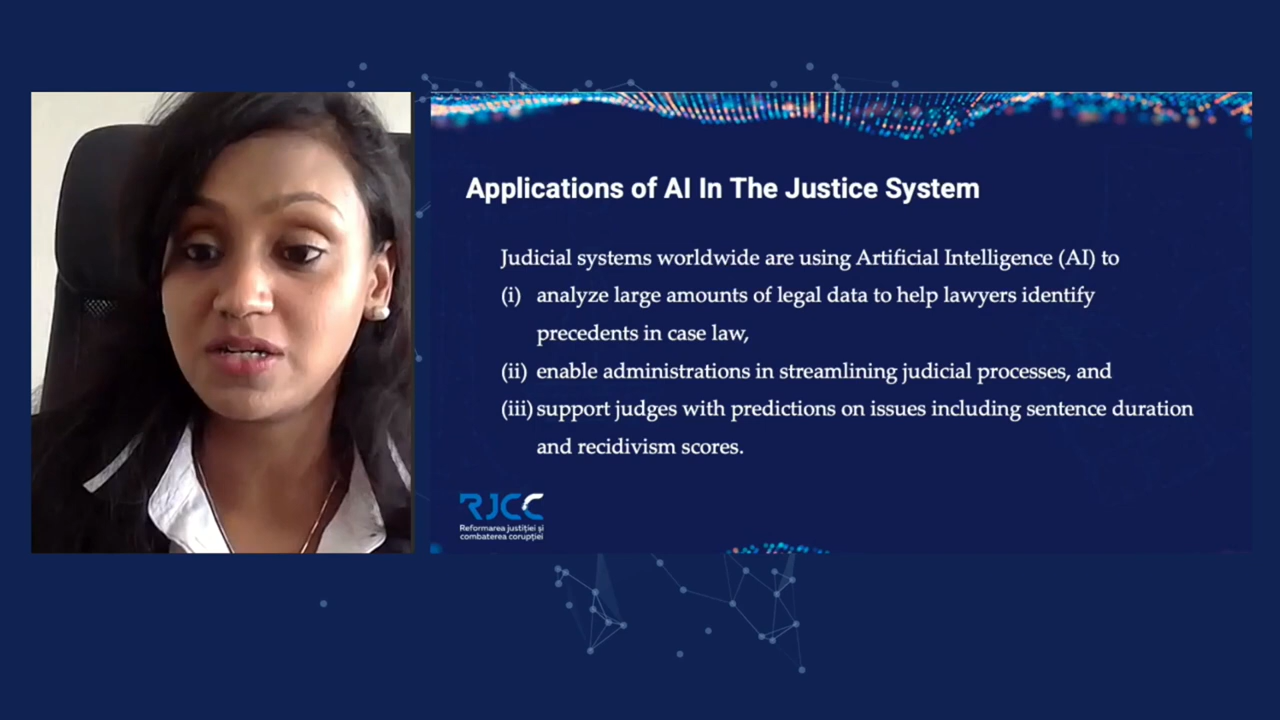 Applications of AI In The Justice System
Judicial systems worldwide are using Artificial Intelligence (AI) to
(i) analyze large amounts of legal data to help lawyers identify
precedents in case law,
(ii) enable administrations in streamlining judicial processes, and
(iii) support judges with predictions on issues including sentence duration
and recidivism scores.
RJCC
Reformarea justiției și
combaterea corupției